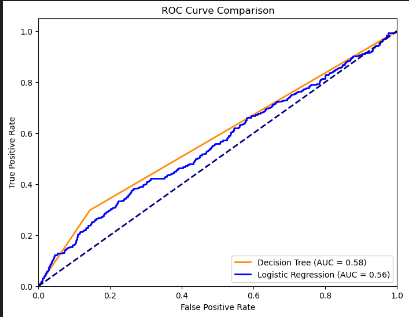 ROC Curve Comparison
True Positive Rate
1.0
0.8
0.6
0.4
0.2
0.0
0.0 0.2 0.4 0.6 0.8 1.0
False Positive Rate
Decision Tree (AUC = 0.58)
Logistic Regression (AUC = 0.56)